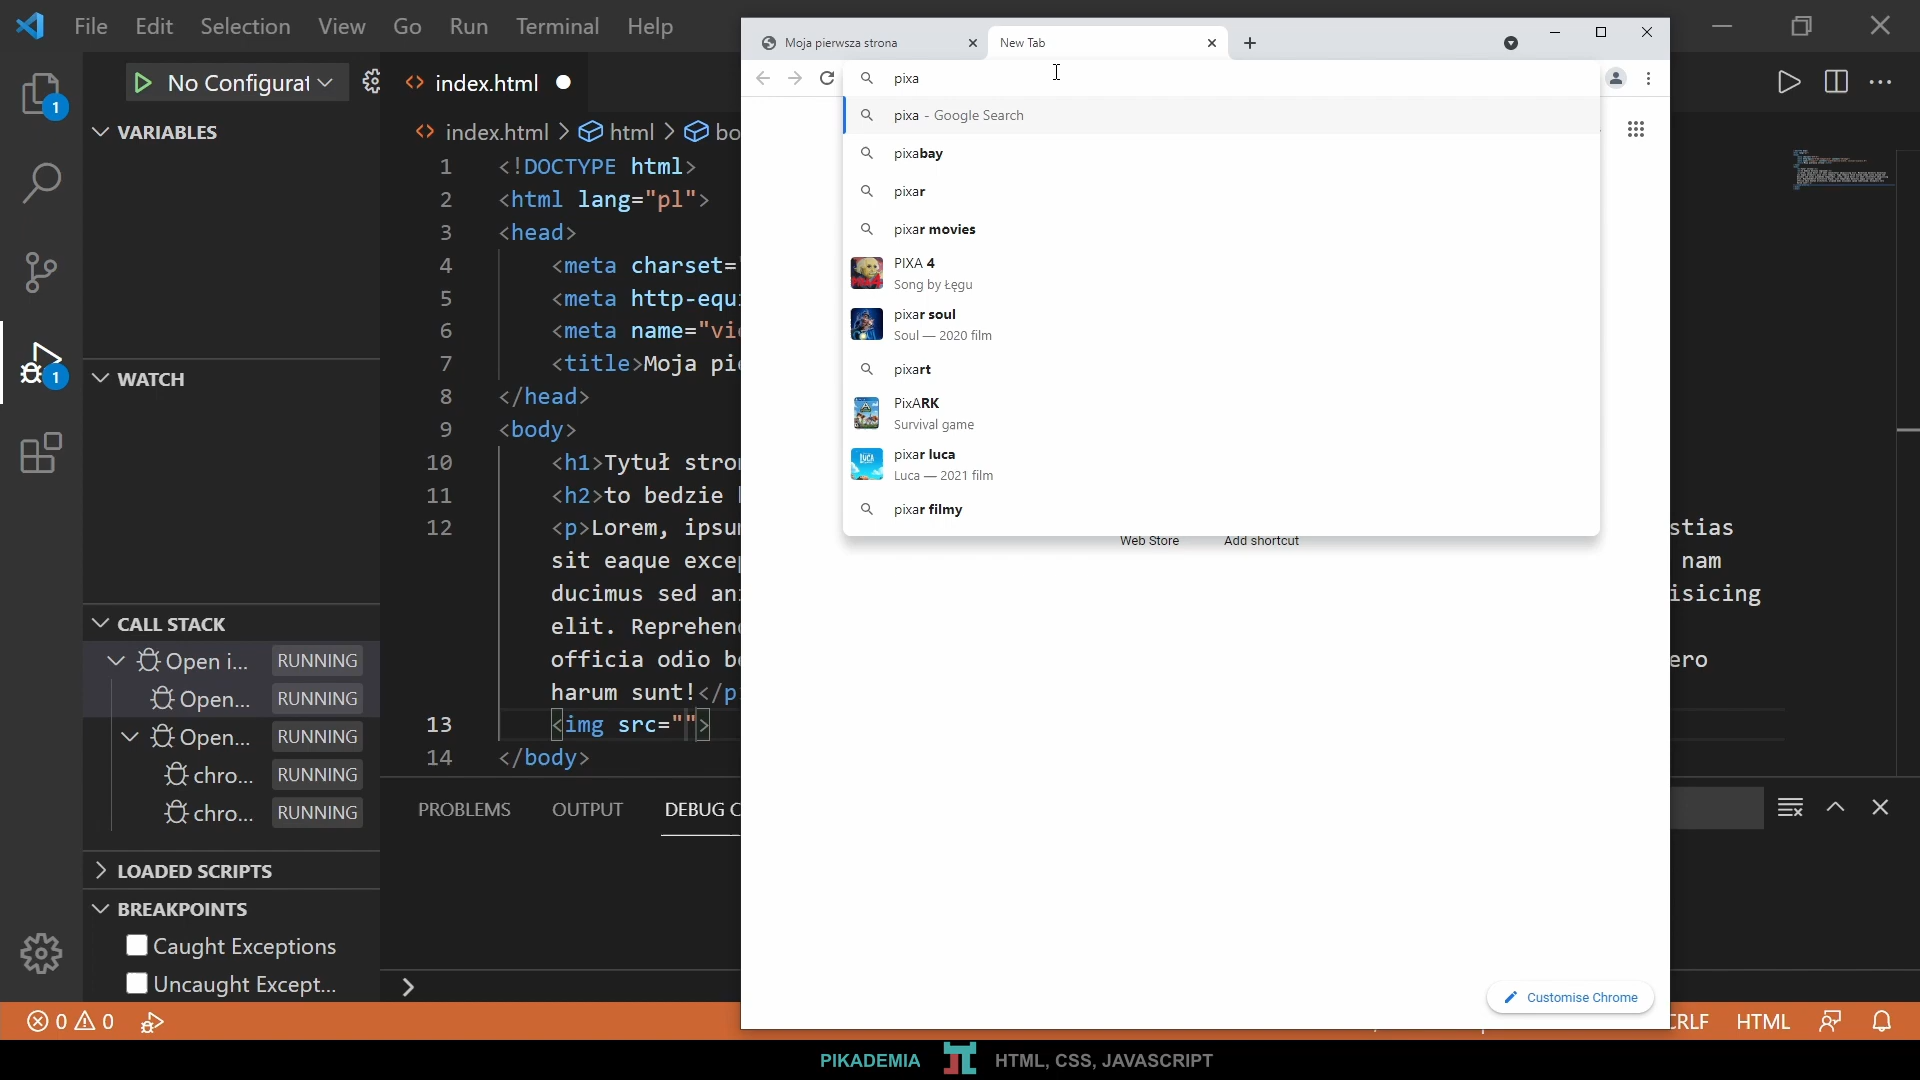 File Edit Selection View Go Run Terminal Help
No Configurat
index.html
index.html > html > bo
VARIABLES
WATCH
CALL STACK
Open i... RUNNING
Open... RUNNING
Open... RUNNING
chro... RUNNING
chro... RUNNING
LOADED SCRIPTS
BREAKPOINTS
Caught Exceptions
Uncaught Except...
1 <!DOCTYPE html>
2 <html lang="pl">
3 <head>
4 <meta charset=
5 <meta http-equi
6 <meta name="vi
7 <title>Moja pi
8 </head>
9 <body>
10 <h1>Tytuł stro
11 <h2>to bedzie
12 <p>Lorem, ipsu
sit eaque excep
ducimus sed an
elit. Reprehen
officia odio b
harum sunt!</p
13 <img src="">
14 </body>
stias
nam
isicing
ero
PROBLEMS OUTPUT DEBUG C
0 0
CRLF HTML
Moja pierwsza strona
New Tab
pixa
pixa - Google Search
pixabay
pixar
pixar movies
PIXA 4
Song by Łęgu
pixar soul
Soul — 2020 film
pixart
PixARK
Survival game
pixar luca
Luca — 2021 film
pixar filmy
Web Store Add shortcut
Customise Chrome
1
1
PIKADEMIA HTML, CSS, JAVASCRIPT